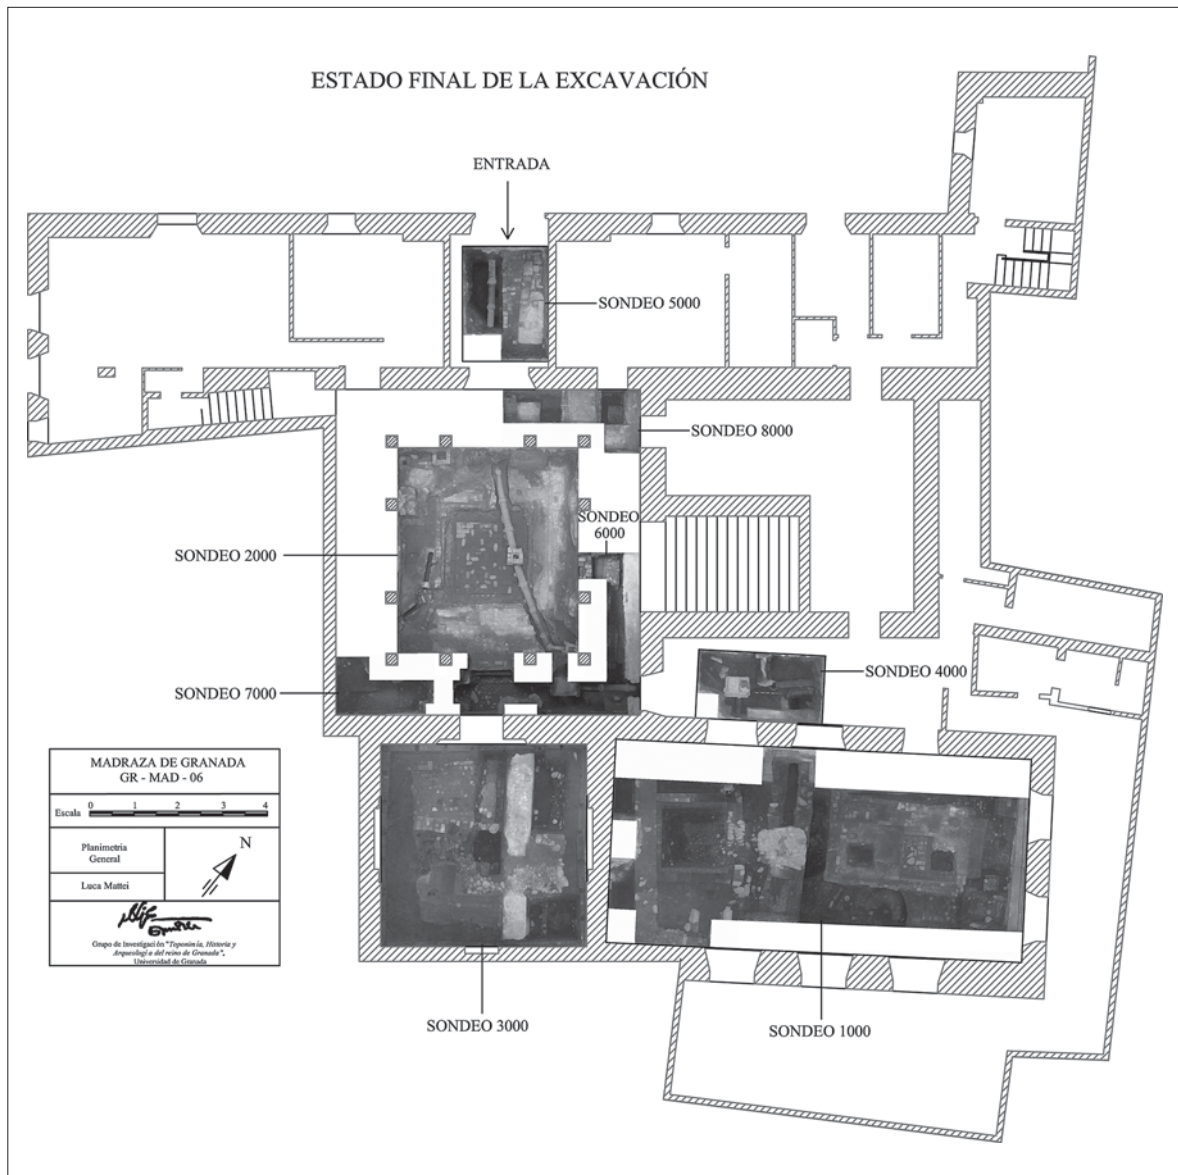 ESTADO FINAL DE LA EXCAVACIÓN
ENTRADA
SONDEO 5000
SONDEO 8000
SONDEO
6000
SONDEO 2000
SONDEO 4000
SONDEO 7000
MADRAZA DE GRANADA
GR - MAD - 06
Escala 0 1 2 3 4
Planimetria
General
N
Luca Mattei
Grupo de Investigación "Toponimia, Historia y
Arqueología del reino de Granada",
Universidad de Granada
SONDEO 3000
SONDEO 1000